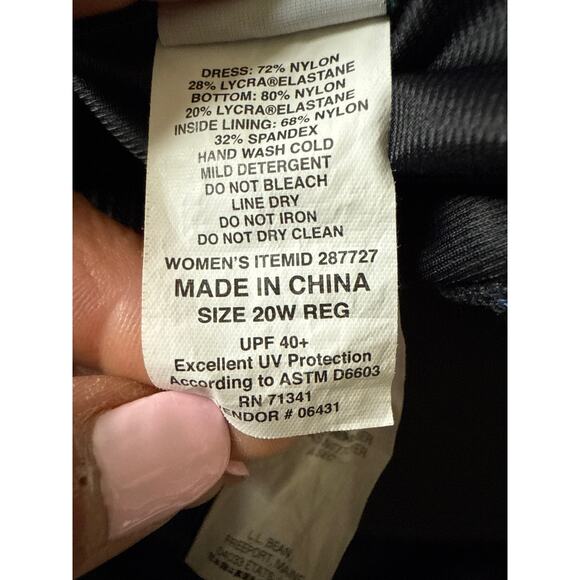 DRESS: 72% NYLON
28% LYCRA®ELASTANE
BOTTOM: 80% NYLON
20% LYCRA®ELASTANE
INSIDE LINING: 68% NYLON
32% SPANDEX
HAND WASH COLD
MILD DETERGENT
DO NOT BLEACH
LINE DRY
DO NOT IRON
DO NOT DRY CLEAN
WOMEN'S ITEMID 287727
MADE IN CHINA
SIZE 20W REG
UPF 40+
Excellent UV Protection
According to ASTM D6603
RN 71341
ENDOR # 06431
L.L. BEAN
FREEPORT, MAINE
04033 ETATS